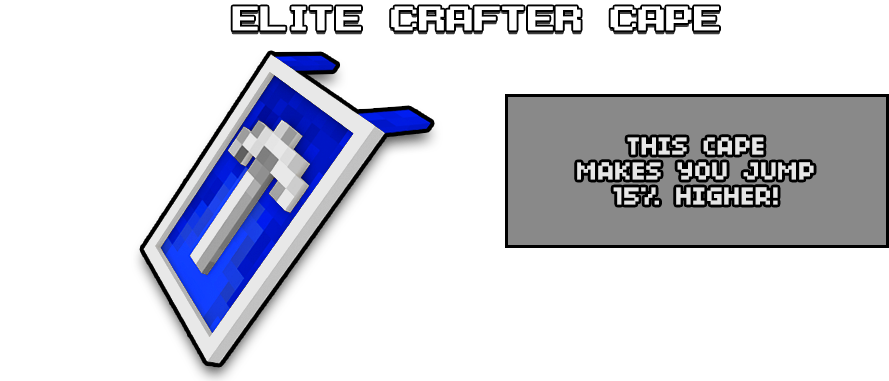 ELITE CRAFTER CAPE
THIS CAPE
MAKES YOU JUMP
15% HIGHER!